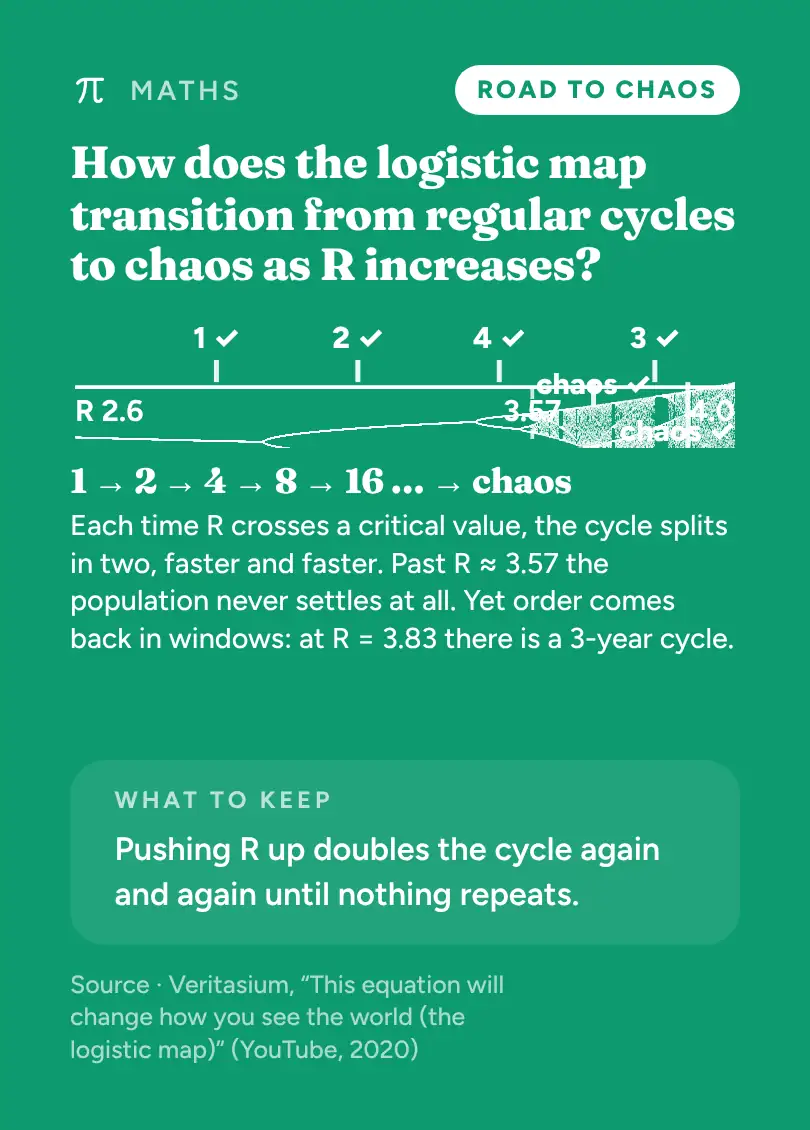 π MATHS
ROAD TO CHAOS
How does the logistic map
transition from regular cycles
to chaos as R increases?
1 ✓ 2 ✓ 4 ✓ 3 ✓
chaos ✓
R 2.6 3.57 4.0
chaos ✓
1 → 2 → 4 → 8 → 16 … → chaos
Each time R crosses a critical value, the cycle splits
in two, faster and faster. Past R ≈ 3.57 the
population never settles at all. Yet order comes
back in windows: at R = 3.83 there is a 3-year cycle.
WHAT TO KEEP
Pushing R up doubles the cycle again
and again until nothing repeats.
Source · Veritasium, “This equation will
change how you see the world (the
logistic map)” (YouTube, 2020)